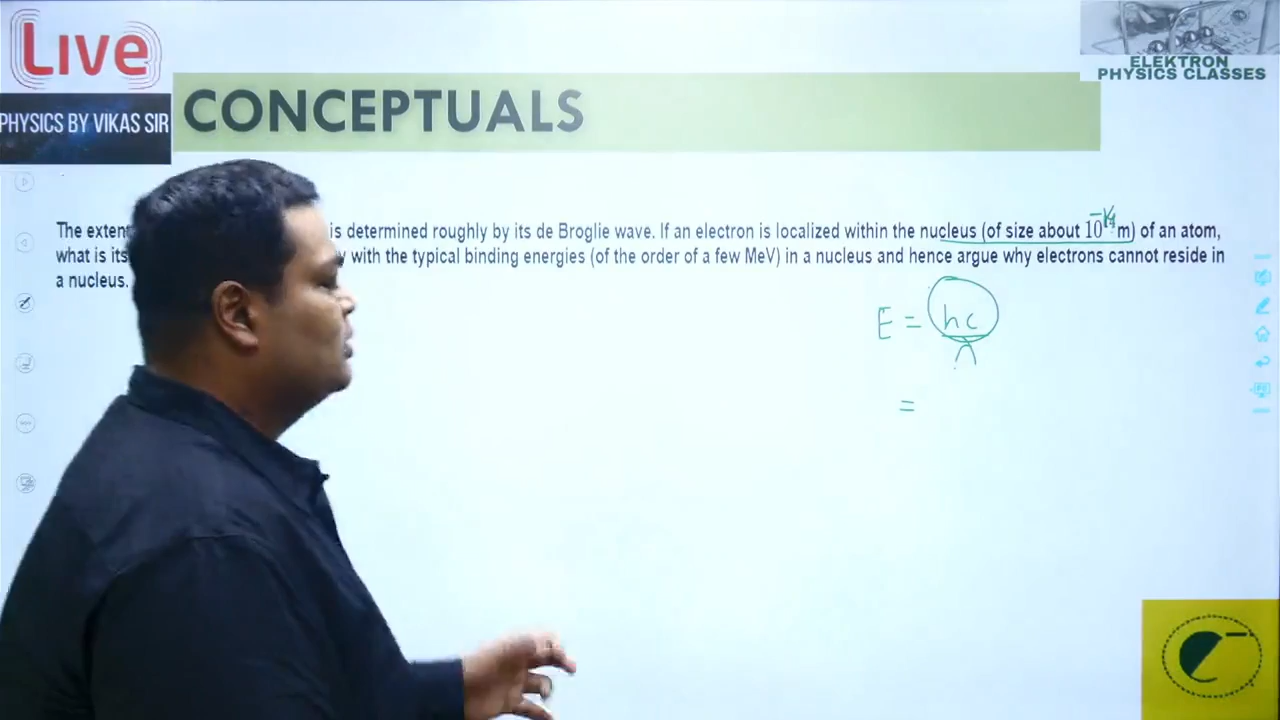 Live
ELEKTRON
PHYSICS CLASSES
PHYSICS BY VIKAS SIR
CONCEPTUALS
The extent is determined roughly by its de Broglie wave. If an electron is localized within the nucleus (of size about 10⁻¹⁴ m) of an atom,
what is its with the typical binding energies (of the order of a few MeV) in a nucleus and hence argue why electrons cannot reside in
a nucleus.
E = hc
λ
=